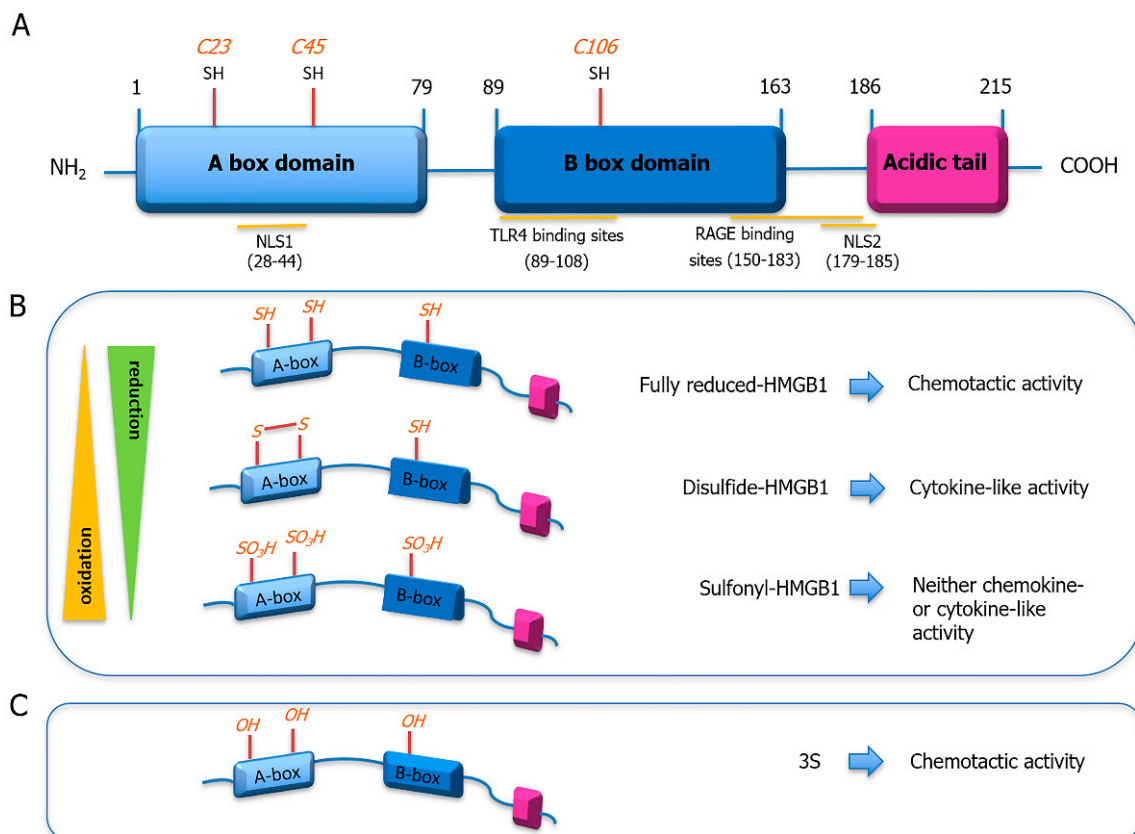 A
C23
C45
C106
SH
SH
SH
1
79
89
163
186
215
NH2
A box domain
B box domain
Acidic tail
COOH
NLS1
(28-44)
TLR4 binding sites
(89-108)
RAGE binding
sites (150-183)
NLS2
(179-185)
B
oxidation
reduction
SH
SH
SH
A-box
B-box
Fully reduced-HMGB1
Chemotactic activity
S
S
SH
A-box
B-box
Disulfide-HMGB1
Cytokine-like activity
SO3H
SO3H
SO3H
A-box
B-box
Sulfonyl-HMGB1
Neither chemokine-
or cytokine-like
activity
C
OH
OH
OH
A-box
B-box
3S
Chemotactic activity